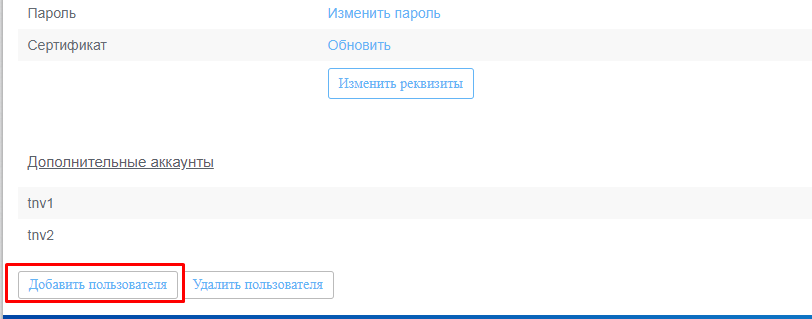 Пароль Изменить пароль
Сертификат Обновить
Изменить реквизиты
Дополнительные аккаунты
tnv1
tnv2
Добавить пользователя Удалить пользователя